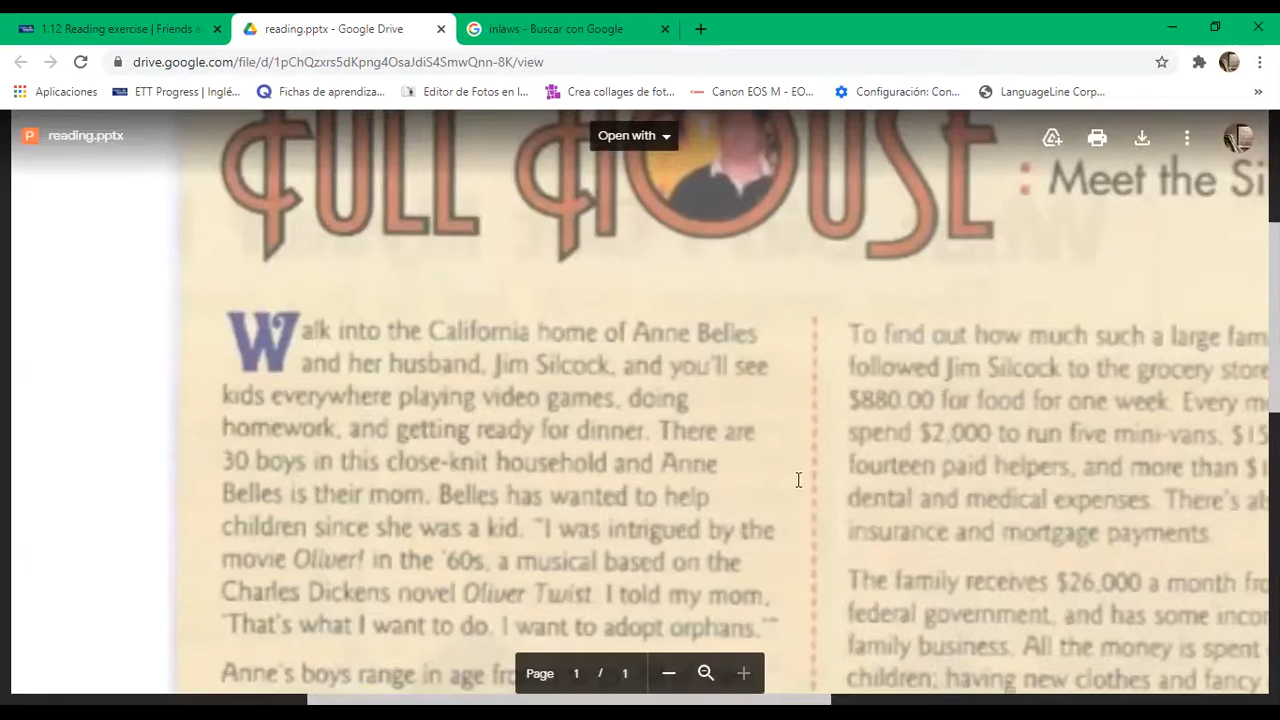 1.12 Reading exercise | Friends a
reading.pptx - Google Drive
inlaws - Buscar con Google
drive.google.com/file/d/1pChQzxrs5dKpng4OsaJdiS4SmwQnn-8K/view
Aplicaciones
ETT Progress | Inglé...
Fichas de aprendiza...
Editor de Fotos en l...
Crea collages de fot...
Canon EOS M - EO...
Configuración: Con...
LanguageLine Corp...
»
P
reading.pptx
Open with
FULL HOUSE
: Meet the Si
Walk into the California home of Anne Belles
and her husband, Jim Silcock, and you'll see
kids everywhere playing video games, doing
homework, and getting ready for dinner. There are
30 boys in this close-knit household and Anne
Belles is their mom. Belles has wanted to help
children since she was a kid. "I was intrigued by the
movie Oliver! in the '60s, a musical based on the
Charles Dickens novel Oliver Twist. I told my mom,
'That's what I want to do. I want to adopt orphans.'"
Anne's boys range in age fr
To find out how much such a large fam
followed Jim Silcock to the grocery store
$880.00 for food for one week. Every m
spend $2,000 to run five mini-vans, $15
fourteen paid helpers, and more than $1
dental and medical expenses. There's al
insurance and mortgage payments.
The family receives $26,000 a month fr
federal government, and has some inco
family business. All the money is spent
children; having new clothes and fancy
Page 1 / 1